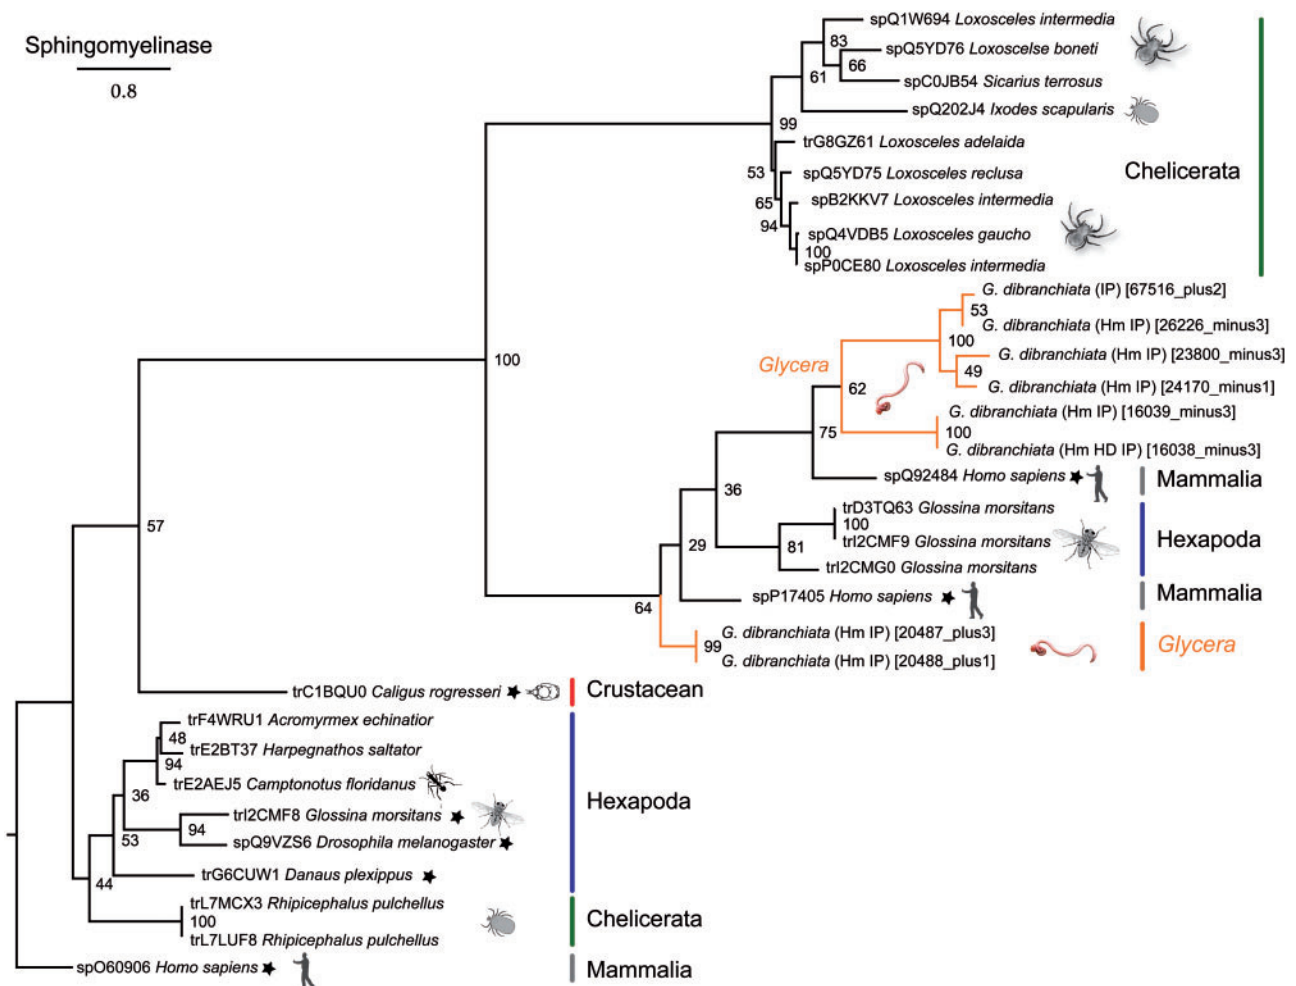 Sphingomyelinase
0.8
spQ1W694 Loxosceles intermedia
83
spQ5YD76 Loxoscelse boneti
66
61
spC0JB54 Sicarius terrosus
spQ202J4 Ixodes scapularis
99
trG8GZ61 Loxosceles adelaida
Chelicerata
53
spQ5YD75 Loxosceles reclusa
65
spB2KKV7 Loxosceles intermedia
94
spQ4VDB5 Loxosceles gaucho
100
spP0CE80 Loxosceles intermedia
G. dibranchiata (IP) [67516_plus2]
53
G. dibranchiata (Hm IP) [26226_minus3]
100
G. dibranchiata (Hm IP) [23800_minus3]
100
Glycera
49
62
G. dibranchiata (Hm IP) [24170_minus1]
G. dibranchiata (Hm IP) [16039_minus3]
75
100
G. dibranchiata (Hm HD IP) [16038_minus3]
spQ92484 Homo sapiens
Mammalia
36
trD3TQ63 Glossina morsitans
100
57
trI2CMF9 Glossina morsitans
Hexapoda
29
81
trI2CMG0 Glossina morsitans
spP17405 Homo sapiens
Mammalia
64
G. dibranchiata (Hm IP) [20487_plus3]
99
Glycera
G. dibranchiata (Hm IP) [20488_plus1]
trC1BQU0 Caligus rogresseri
Crustacean
trF4WRU1 Acromyrmex echinatior
48
trE2BT37 Harpegnathos saltator
94
trE2AEJ5 Camptonotus floridanus
36
Hexapoda
trI2CMF8 Glossina morsitans
94
53
spQ9VZS6 Drosophila melanogaster
trG6CUW1 Danaus plexippus
44
trL7MCX3 Rhipicephalus pulchellus
100
Chelicerata
trL7LUF8 Rhipicephalus pulchellus
spO60906 Homo sapiens
Mammalia